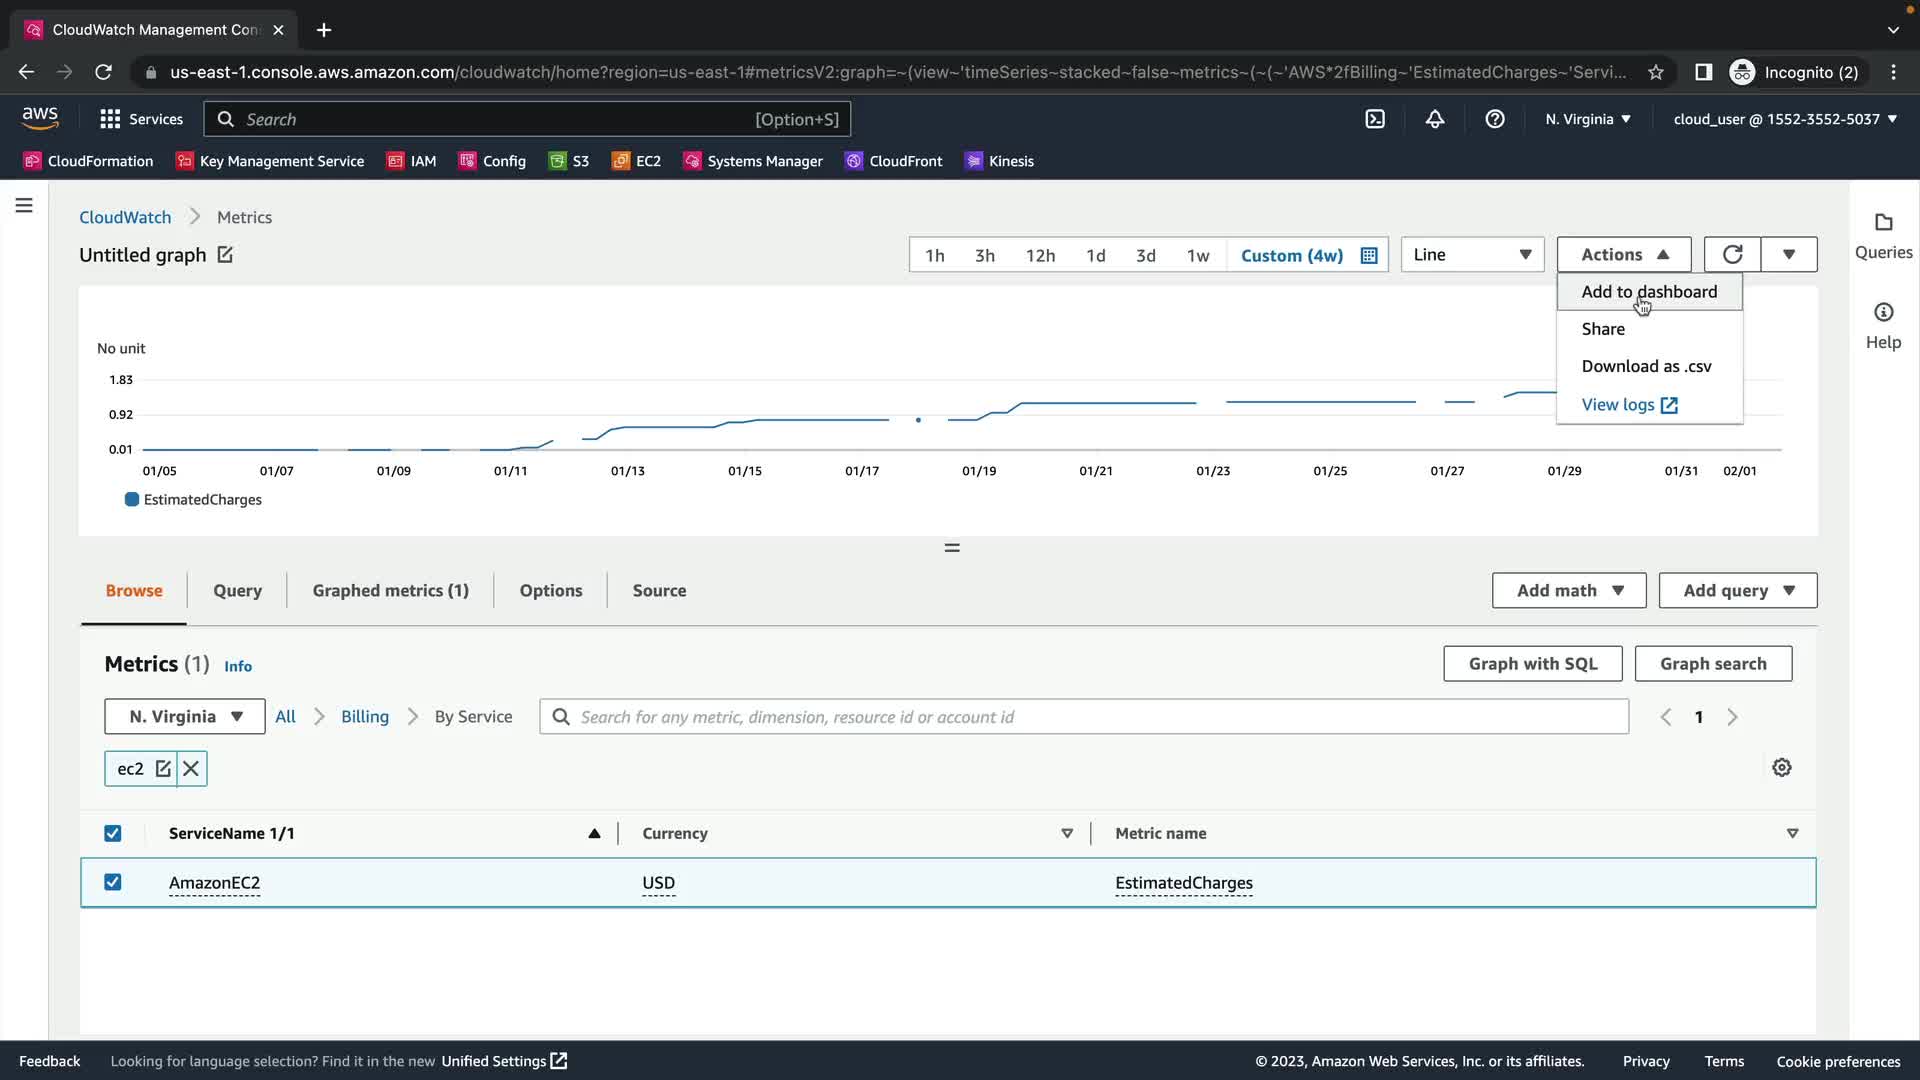 CloudWatch Management Con
us-east-1.console.aws.amazon.com/cloudwatch/home?region=us-east-1#metricsV2:graph=~(view~'timeSeries~stacked~false~metrics~(~(~'AWS*2fBilling~'EstimatedCharges~'Servi...
Incognito (2)
aws
Services
Search
[Option+S]
N. Virginia
cloud_user @ 1552-3552-5037
CloudFormation
Key Management Service
IAM
Config
S3
EC2
Systems Manager
CloudFront
Kinesis
CloudWatch
Metrics
Queries
Help
Untitled graph
1h
3h
12h
1d
3d
1w
Custom (4w)
Line
Actions
Add to dashboard
Share
Download as .csv
View logs
No unit
1.83
0.92
0.01
01/05
01/07
01/09
01/11
01/13
01/15
01/17
01/19
01/21
01/23
01/25
01/27
01/29
01/31
02/01
EstimatedCharges
Browse
Query
Graphed metrics (1)
Options
Source
Add math
Add query
Metrics (1)
Info
Graph with SQL
Graph search
N. Virginia
All
Billing
By Service
Search for any metric, dimension, resource id or account id
1
ec2
ServiceName 1/1
Currency
Metric name
AmazonEC2
USD
EstimatedCharges
Feedback
Looking for language selection? Find it in the new Unified Settings
© 2023, Amazon Web Services, Inc. or its affiliates.
Privacy
Terms
Cookie preferences